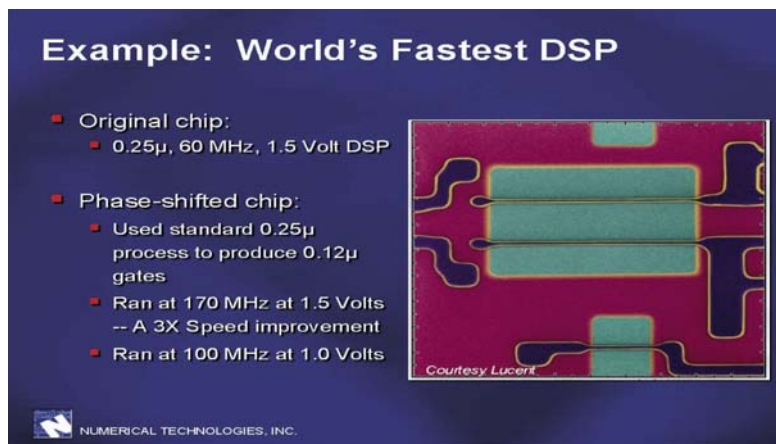 Example: World's Fastest DSP
Original chip:
0.25µ, 60 MHz, 1.5 Volt DSP
Phase-shifted chip:
Used standard 0.25µ
process to produce 0.12µ
gates
Ran at 170 MHz at 1.5 Volts
-- A 3X Speed improvement
Ran at 100 MHz at 1.0 Volts
Courtesy Lucent
NUMERICAL TECHNOLOGIES, INC.